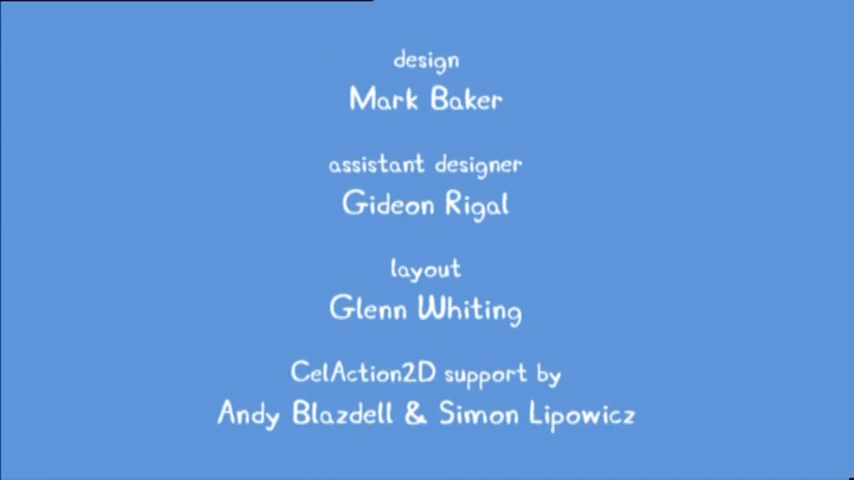 design
Mark Baker
assistant designer
Gideon Rigal
layout
Glenn Whiting
CelAction2D support by
Andy Blazdell & Simon Lipowicz